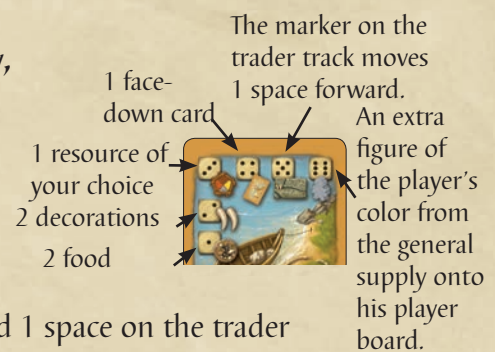 The marker on the
trader track moves
1 space forward.
1 face-
down card
An extra
figure of
the player's
color from
the general
supply onto
his player
board.
1 resource of
your choice
2 decorations
2 food
1 space on the trader